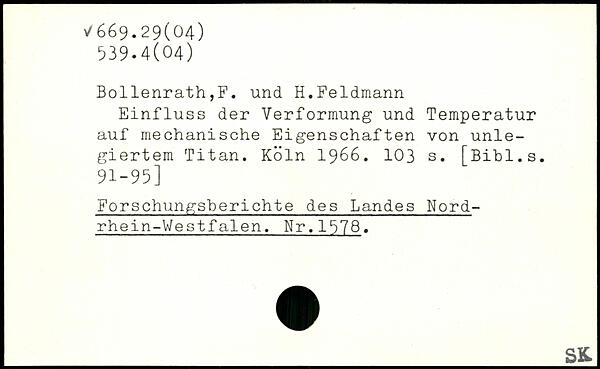 √669.29(04)
539.4(04)
Bollenrath,F. und H.Feldmann
Einfluss der Verformung und Temperatur
auf mechanische Eigenschaften von unle-
giertem Titan. Köln 1966. 103 s. [Bibl.s.
91-95]
Forschungsberichte des Landes Nord-
rhein-Westfalen. Nr.1578.
SK